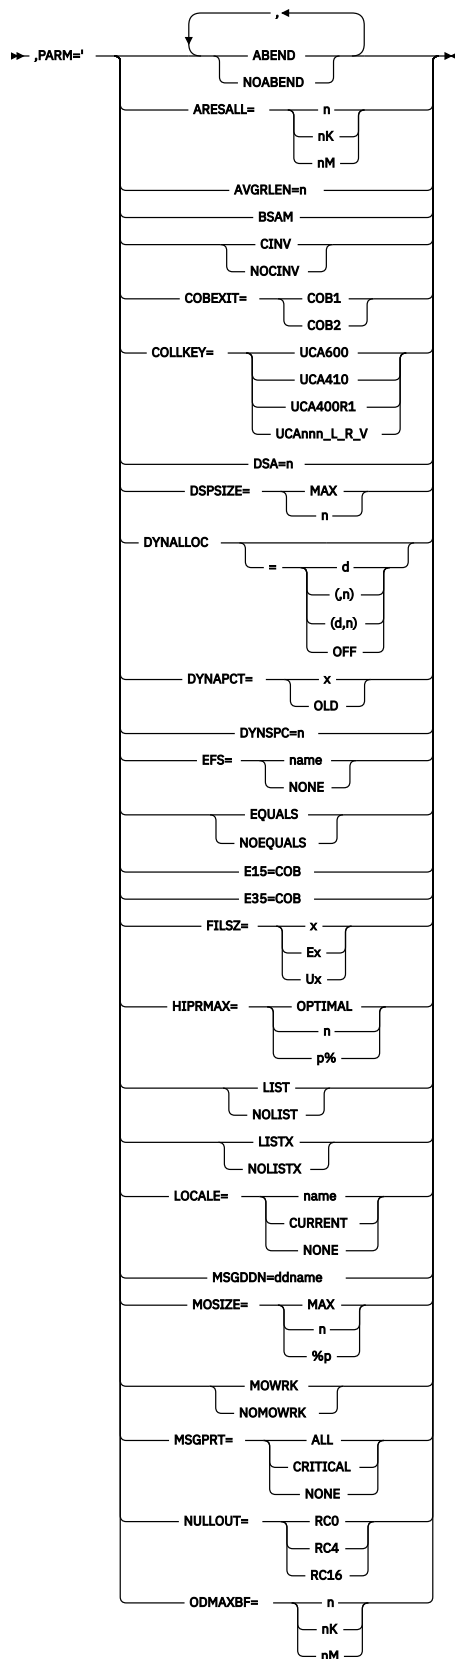 ,
,PARM=' ABEND
NOABEND
ARESALL= n
nK
nM
AVGRLEN=n
BSAM
CINV
NOCINV
COBEXIT= COB1
COB2
COLLKEY= UCA600
UCA410
UCA400R1
UCAnnn_L_R_V
DSA=n
DSPSIZE= MAX
n
DYNALLOC
= d
(,n)
(d,n)
OFF
DYNAPCT= x
OLD
DYNSPC=n
EFS= name
NONE
EQUALS
NOEQUALS
E15=COB
E35=COB
FILSZ= x
Ex
Ux
HIPRMAX= OPTIMAL
n
p%
LIST
NOLIST
LISTX
NOLISTX
LOCALE= name
CURRENT
NONE
MSGDDN=ddname
MOSIZE= MAX
n
%p
MOWRK
NOMOWRK
MSGPRT= ALL
CRITICAL
NONE
NULLOUT= RC0
RC4
RC16
ODMAXBF= n
nK
nM